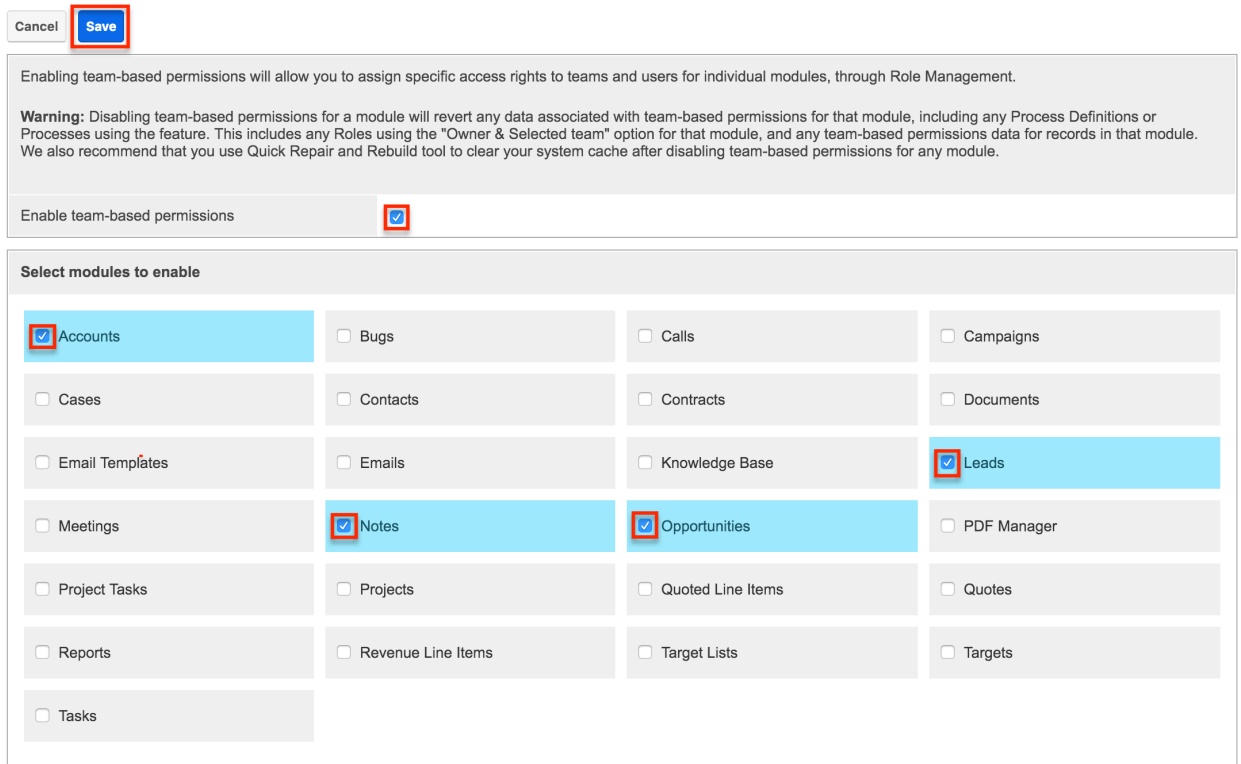 Cancel Save
Enabling team-based permissions will allow you to assign specific access rights to teams and users for individual modules, through Role Management.
Warning: Disabling team-based permissions for a module will revert any data associated with team-based permissions for that module, including any Process Definitions or
Processes using the feature. This includes any Roles using the "Owner & Selected team" option for that module, and any team-based permissions data for records in that module.
We also recommend that you use Quick Repair and Rebuild tool to clear your system cache after disabling team-based permissions for any module.
Enable team-based permissions
Select modules to enable
Accounts Bugs Calls Campaigns
Cases Contacts Contracts Documents
Email Templates Emails Knowledge Base Leads
Meetings Notes Opportunities PDF Manager
Project Tasks Projects Quoted Line Items Quotes
Reports Revenue Line Items Target Lists Targets
Tasks